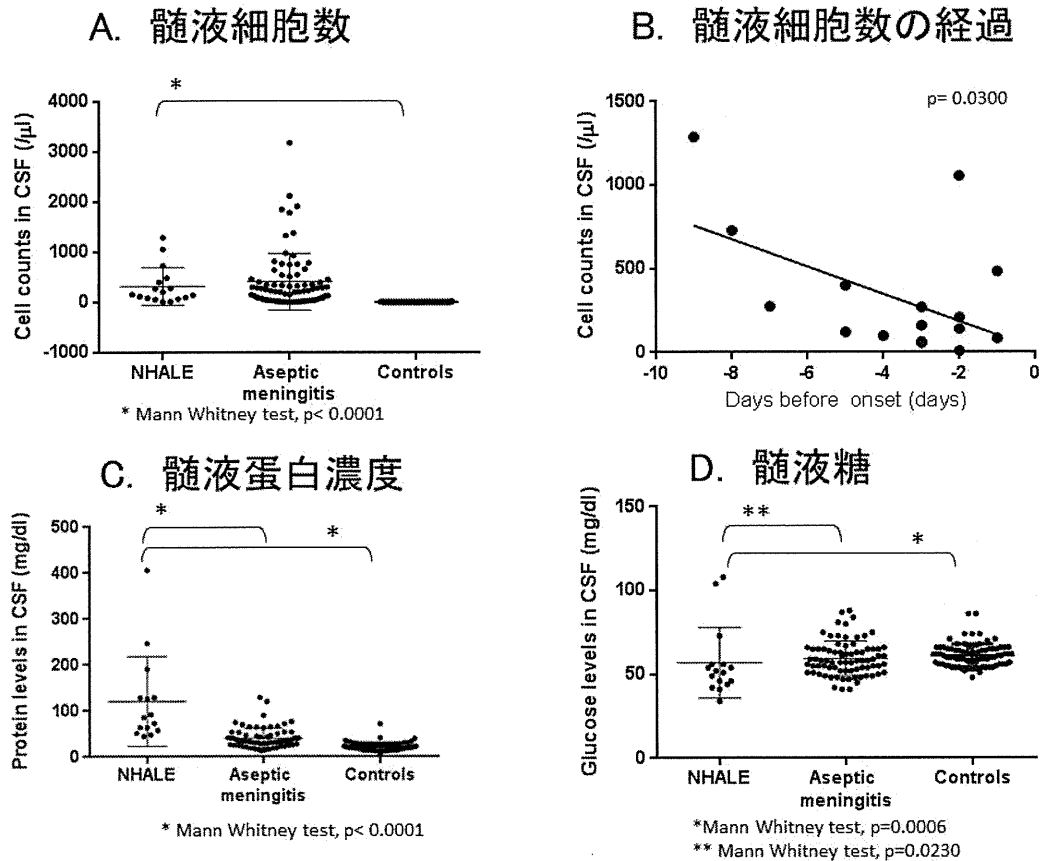 A. 髄液細胞数
*
Cell counts in CSF (/μl)
4000
3000
2000
1000
0
-1000
NHALE
Aseptic
meningitis
Controls
* Mann Whitney test, p< 0.0001
B. 髄液細胞数の経過
p= 0.0300
Cell counts in CSF (/μl)
1500
1000
500
0
-10 -8 -6 -4 -2 0
Days before onset (days)
C. 髄液蛋白濃度
*
*
Protein levels in CSF (mg/dl)
500
400
300
200
100
0
NHALE
Aseptic
meningitis
Controls
* Mann Whitney test, p< 0.0001
D. 髄液糖
**
*
Glucose levels in CSF (mg/dl)
150
100
50
0
NHALE
Aseptic
meningitis
Controls
*Mann Whitney test, p=0.0006
** Mann Whitney test, p=0.0230